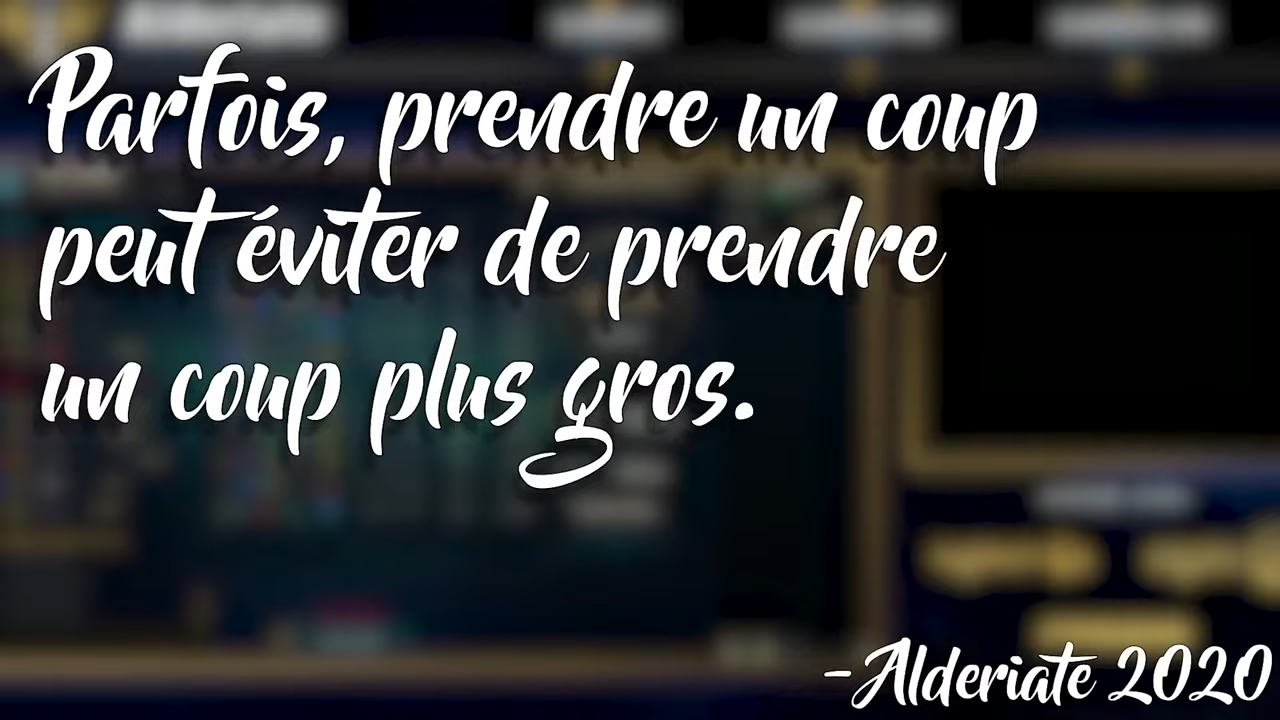 Parfois, prendre un coup
peut éviter de prendre
un coup plus gros.
-Alderiate 2020